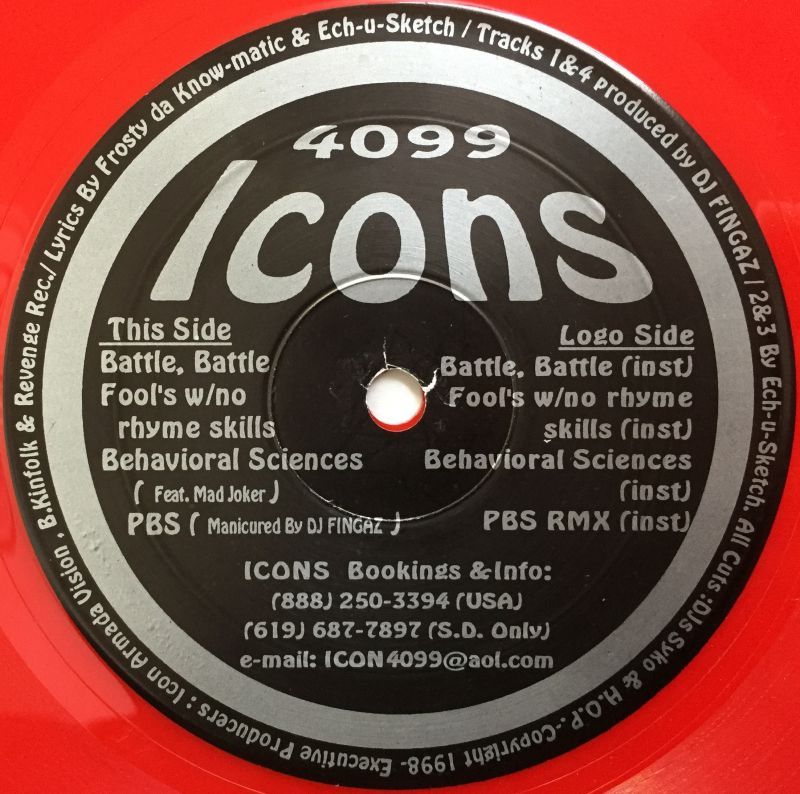 4099
Icons
This Side
Battle, Battle
Fool's w/no
rhyme skills
Behavioral Sciences
( Feat. Mad Joker )
PBS ( Manicured By DJ FINGAZ )
Logo Side
Battle, Battle (inst)
Fool's w/no rhyme
skills (inst)
Behavioral Sciences
(inst)
PBS RMX (inst)
ICONS Bookings & Info:
(888) 250-3394 (USA)
(619) 687-7897 (S.D. Only)
e-mail: ICON4099@aol.com
Executive Producers : Icon Armada Vision , B.Kinfolk & Revenge Rec./ Lyrics By Frosty da Know-matic & Ech-u-Sketch / Tracks 1&4 produced by DJ FINGAZ / 2&3 By Ech-u-Sketch. All Cuts :DJs Syko & H.O.P.-Copyright 1998-